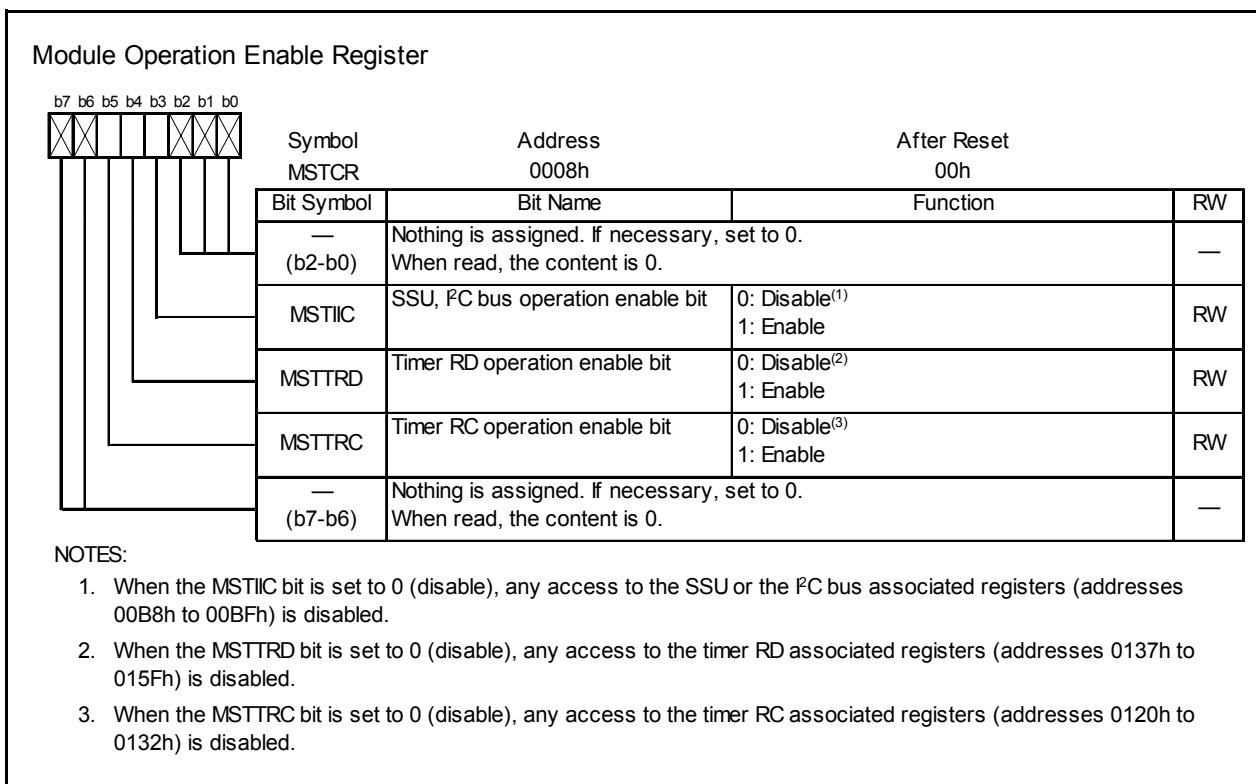 Module Operation Enable Register
b7 b6 b5 b4 b3 b2 b1 b0
Symbol Address After Reset
MSTCR 0008h 00h
Bit Symbol Bit Name Function RW
— Nothing is assigned. If necessary, set to 0.
(b2-b0) When read, the content is 0. —
MSTIIC SSU, I²C bus operation enable bit 0: Disable(1) RW
1: Enable
MSTTRD Timer RD operation enable bit 0: Disable(2) RW
1: Enable
MSTTRC Timer RC operation enable bit 0: Disable(3) RW
1: Enable
— Nothing is assigned. If necessary, set to 0.
(b7-b6) When read, the content is 0. —
NOTES:
1. When the MSTIIC bit is set to 0 (disable), any access to the SSU or the I²C bus associated registers (addresses
00B8h to 00BFh) is disabled.
2. When the MSTTRD bit is set to 0 (disable), any access to the timer RD associated registers (addresses 0137h to
015Fh) is disabled.
3. When the MSTTRC bit is set to 0 (disable), any access to the timer RC associated registers (addresses 0120h to
0132h) is disabled.